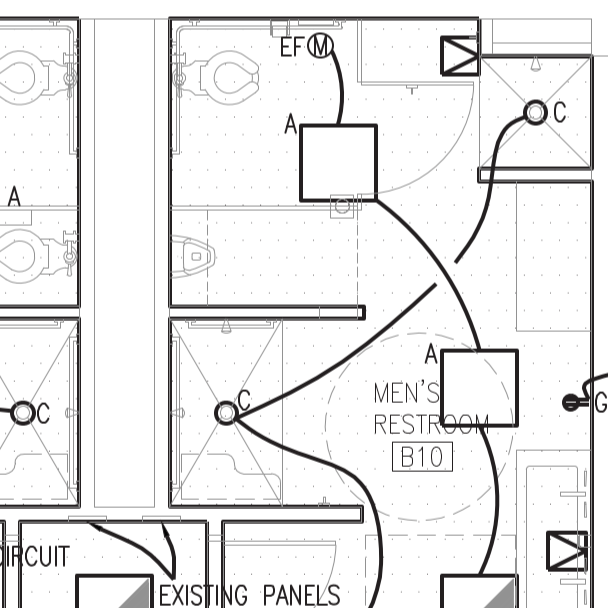 EF M
A
C
A
A
MEN'S
RESTROOM
B10
C
C
G
CIRCUIT
EXISTING PANELS